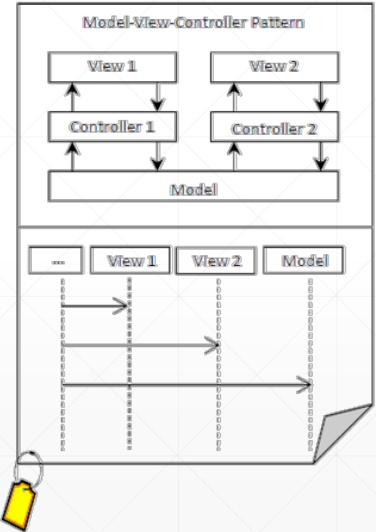 Model-View-Controller Pattern
View 1 View 2
Controller 1 Controller 2
Model
.... View 1 View 2 Model